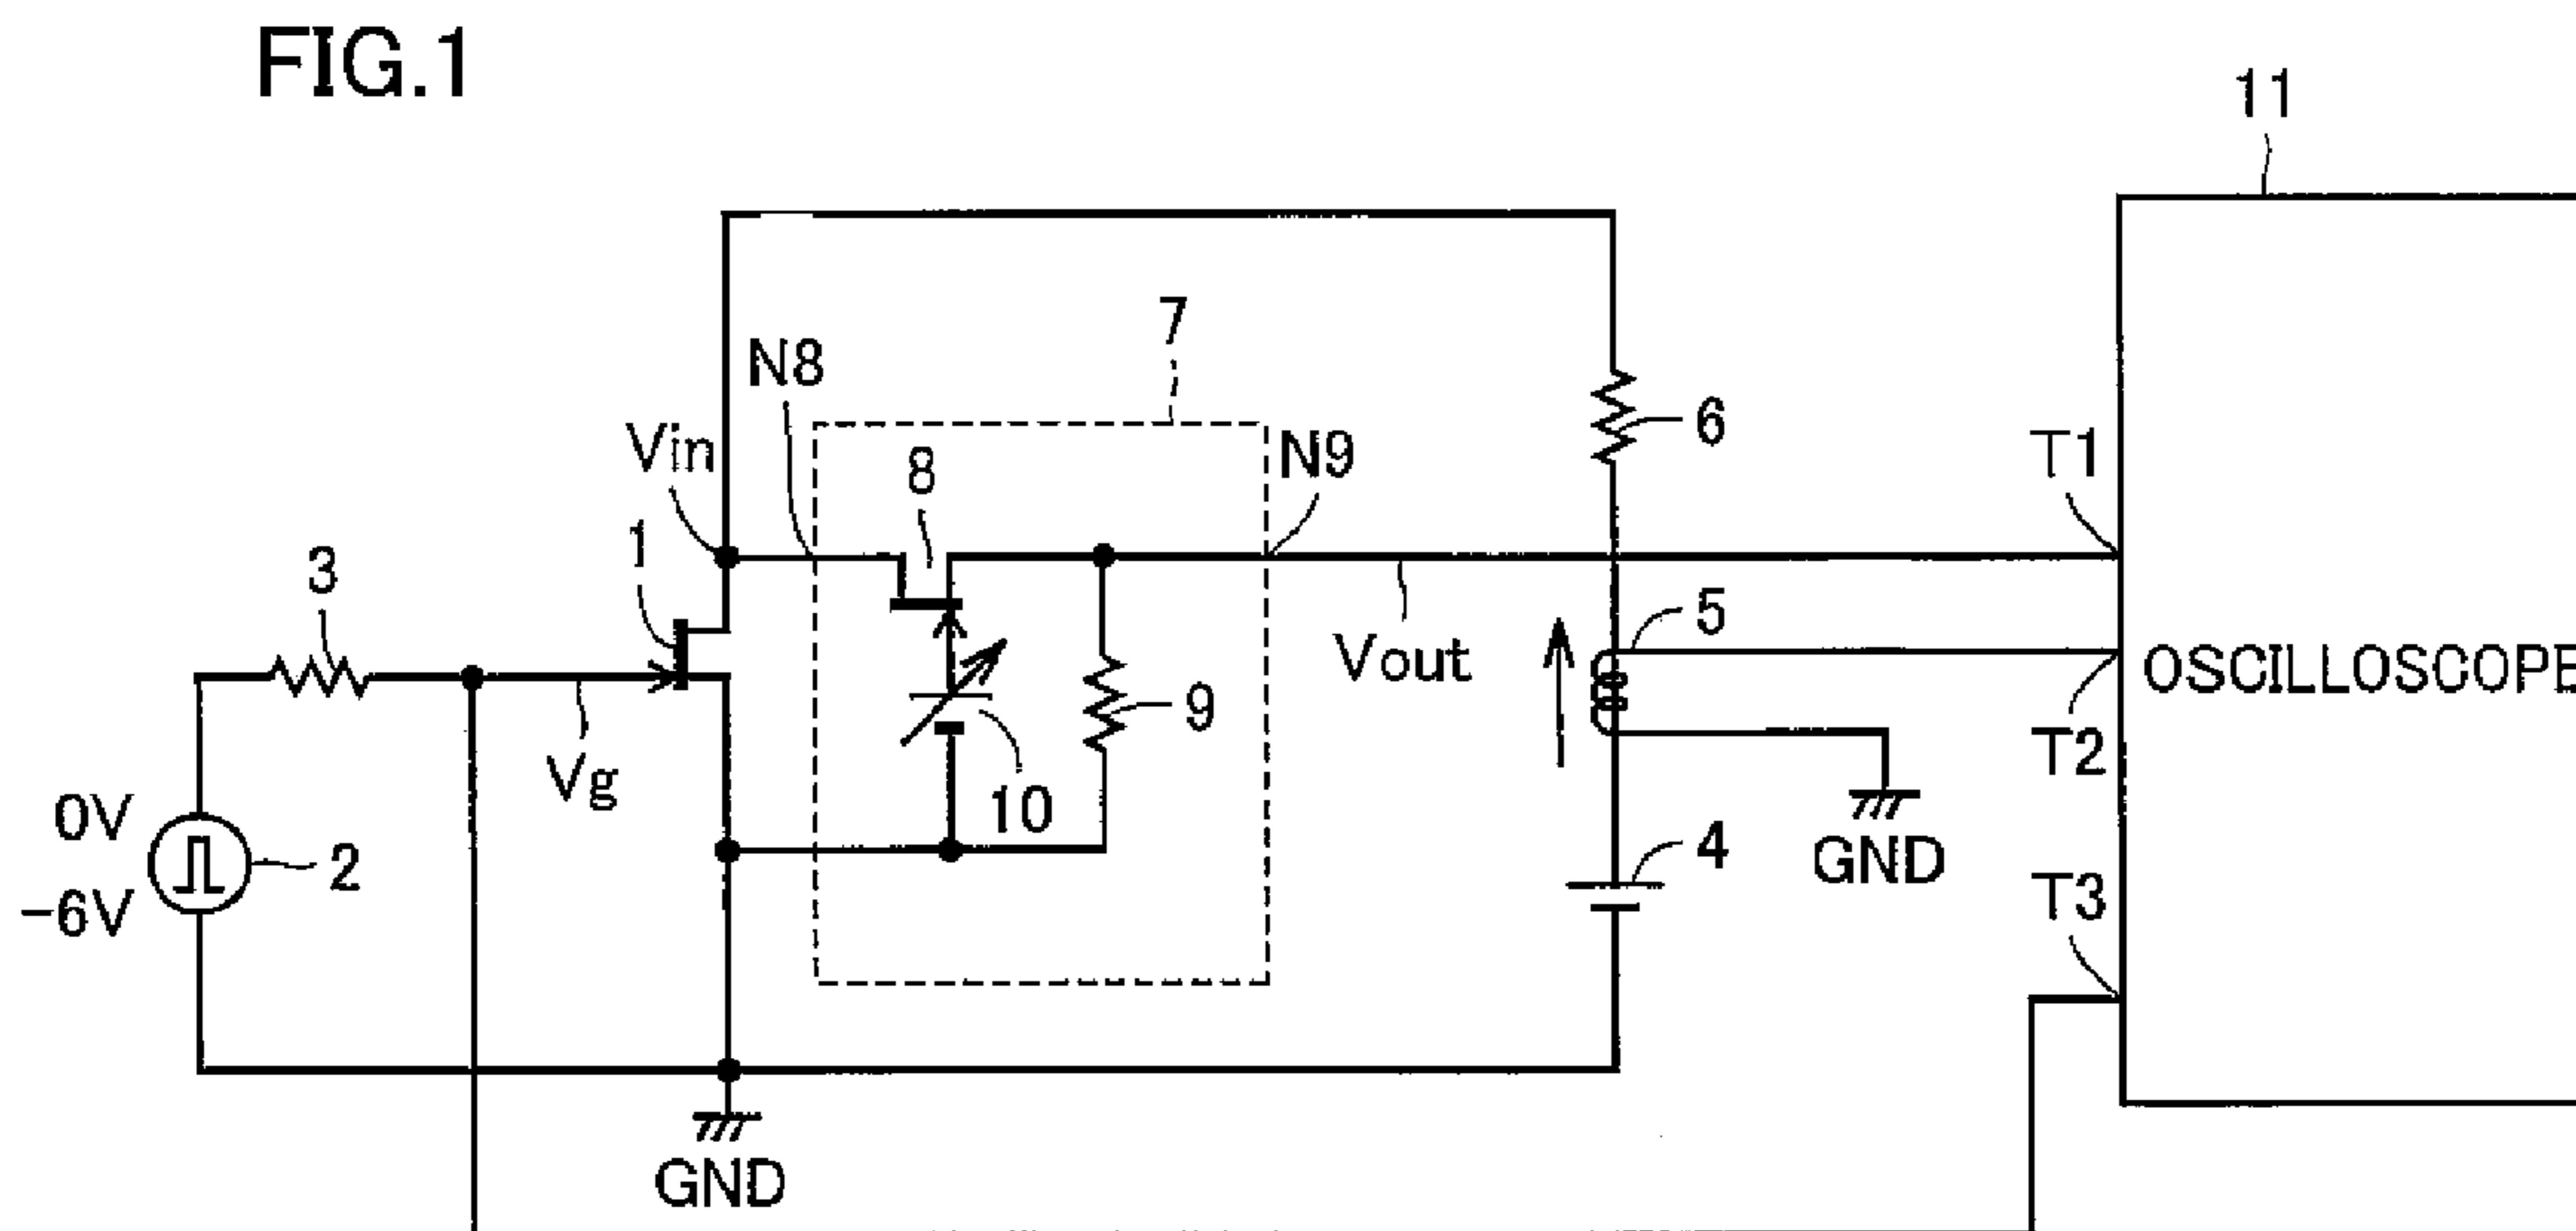 FIG.1
11
7
N8
6
Vin
8
N9
T1
1
3
5
Vout
OSCILLOSCOPE
9
T2
Vg
10
0V
4
GND
2
-6V
T3
GND